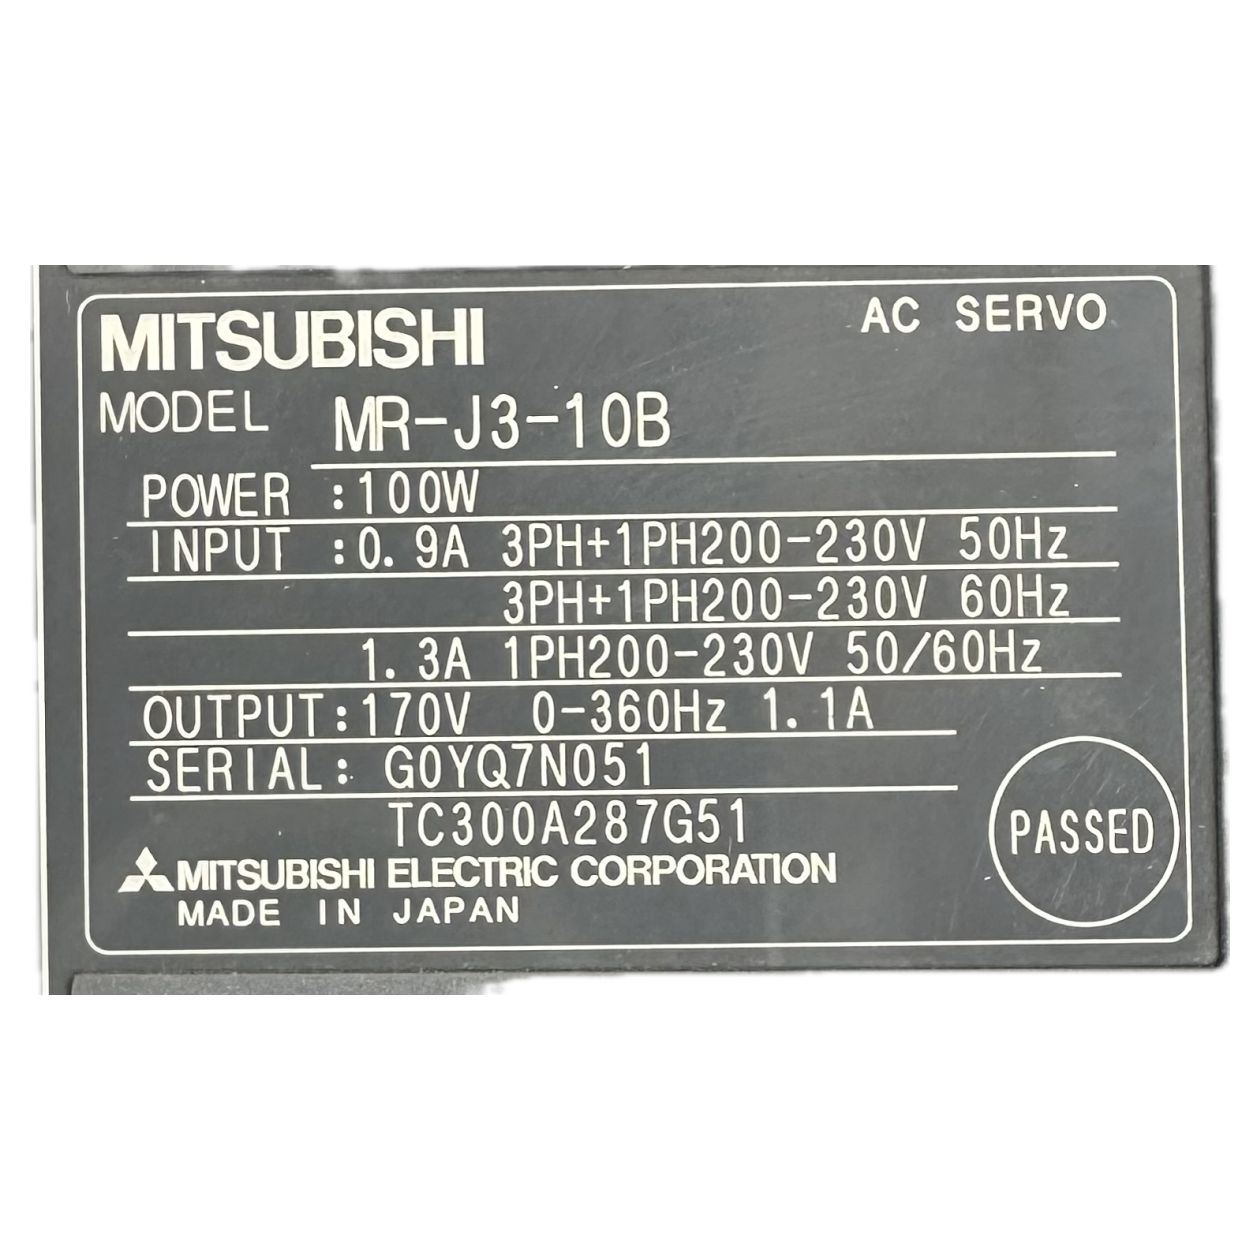 MITSUBISHI AC SERVO
MODEL MR-J3-10B
POWER :100W
INPUT :0.9A 3PH+1PH200-230V 50Hz
3PH+1PH200-230V 60Hz
1.3A 1PH200-230V 50/60Hz
OUTPUT:170V 0-360Hz 1.1A
SERIAL: G0YQ7N051
TC300A287G51
PASSED
MITSUBISHI ELECTRIC CORPORATION
MADE IN JAPAN